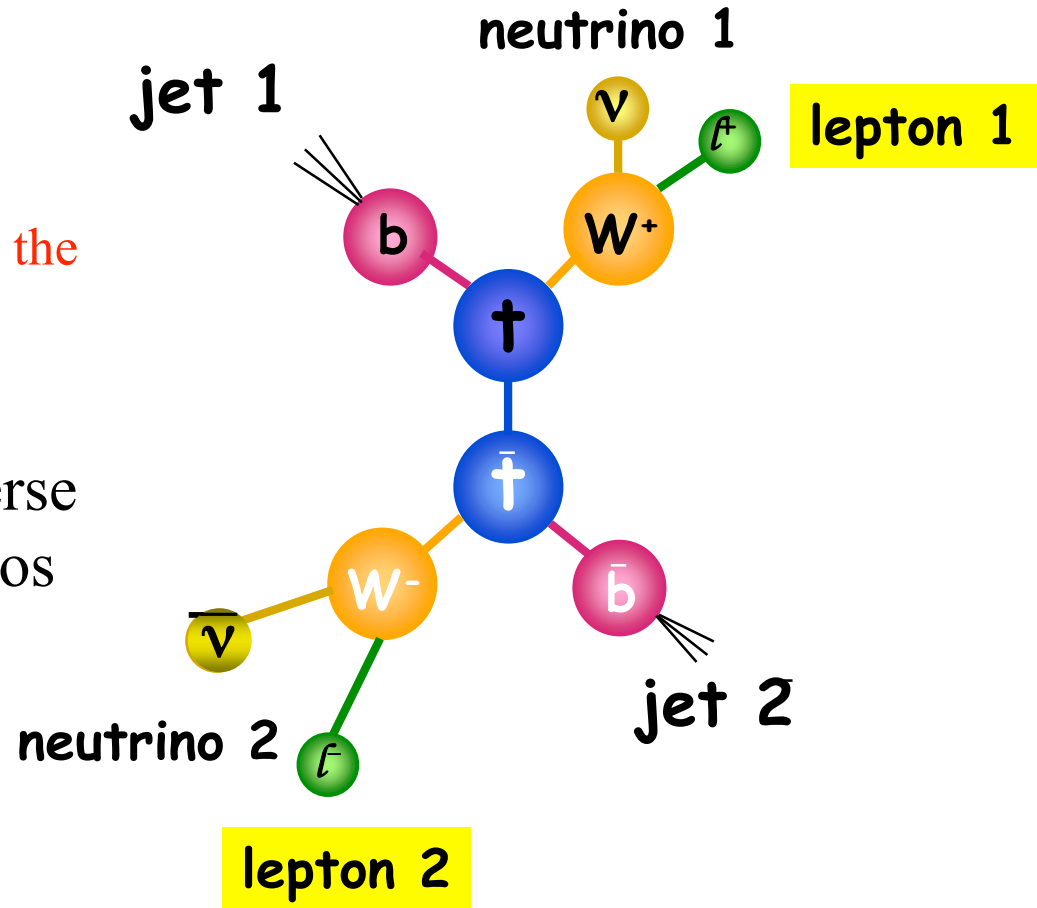 neutrino 1
jet 1
ν
l⁺
lepton 1
the
b
W⁺
t
t̄
erse
os
W⁻
b̄
ν̄
jet 2
neutrino 2
l⁻
lepton 2